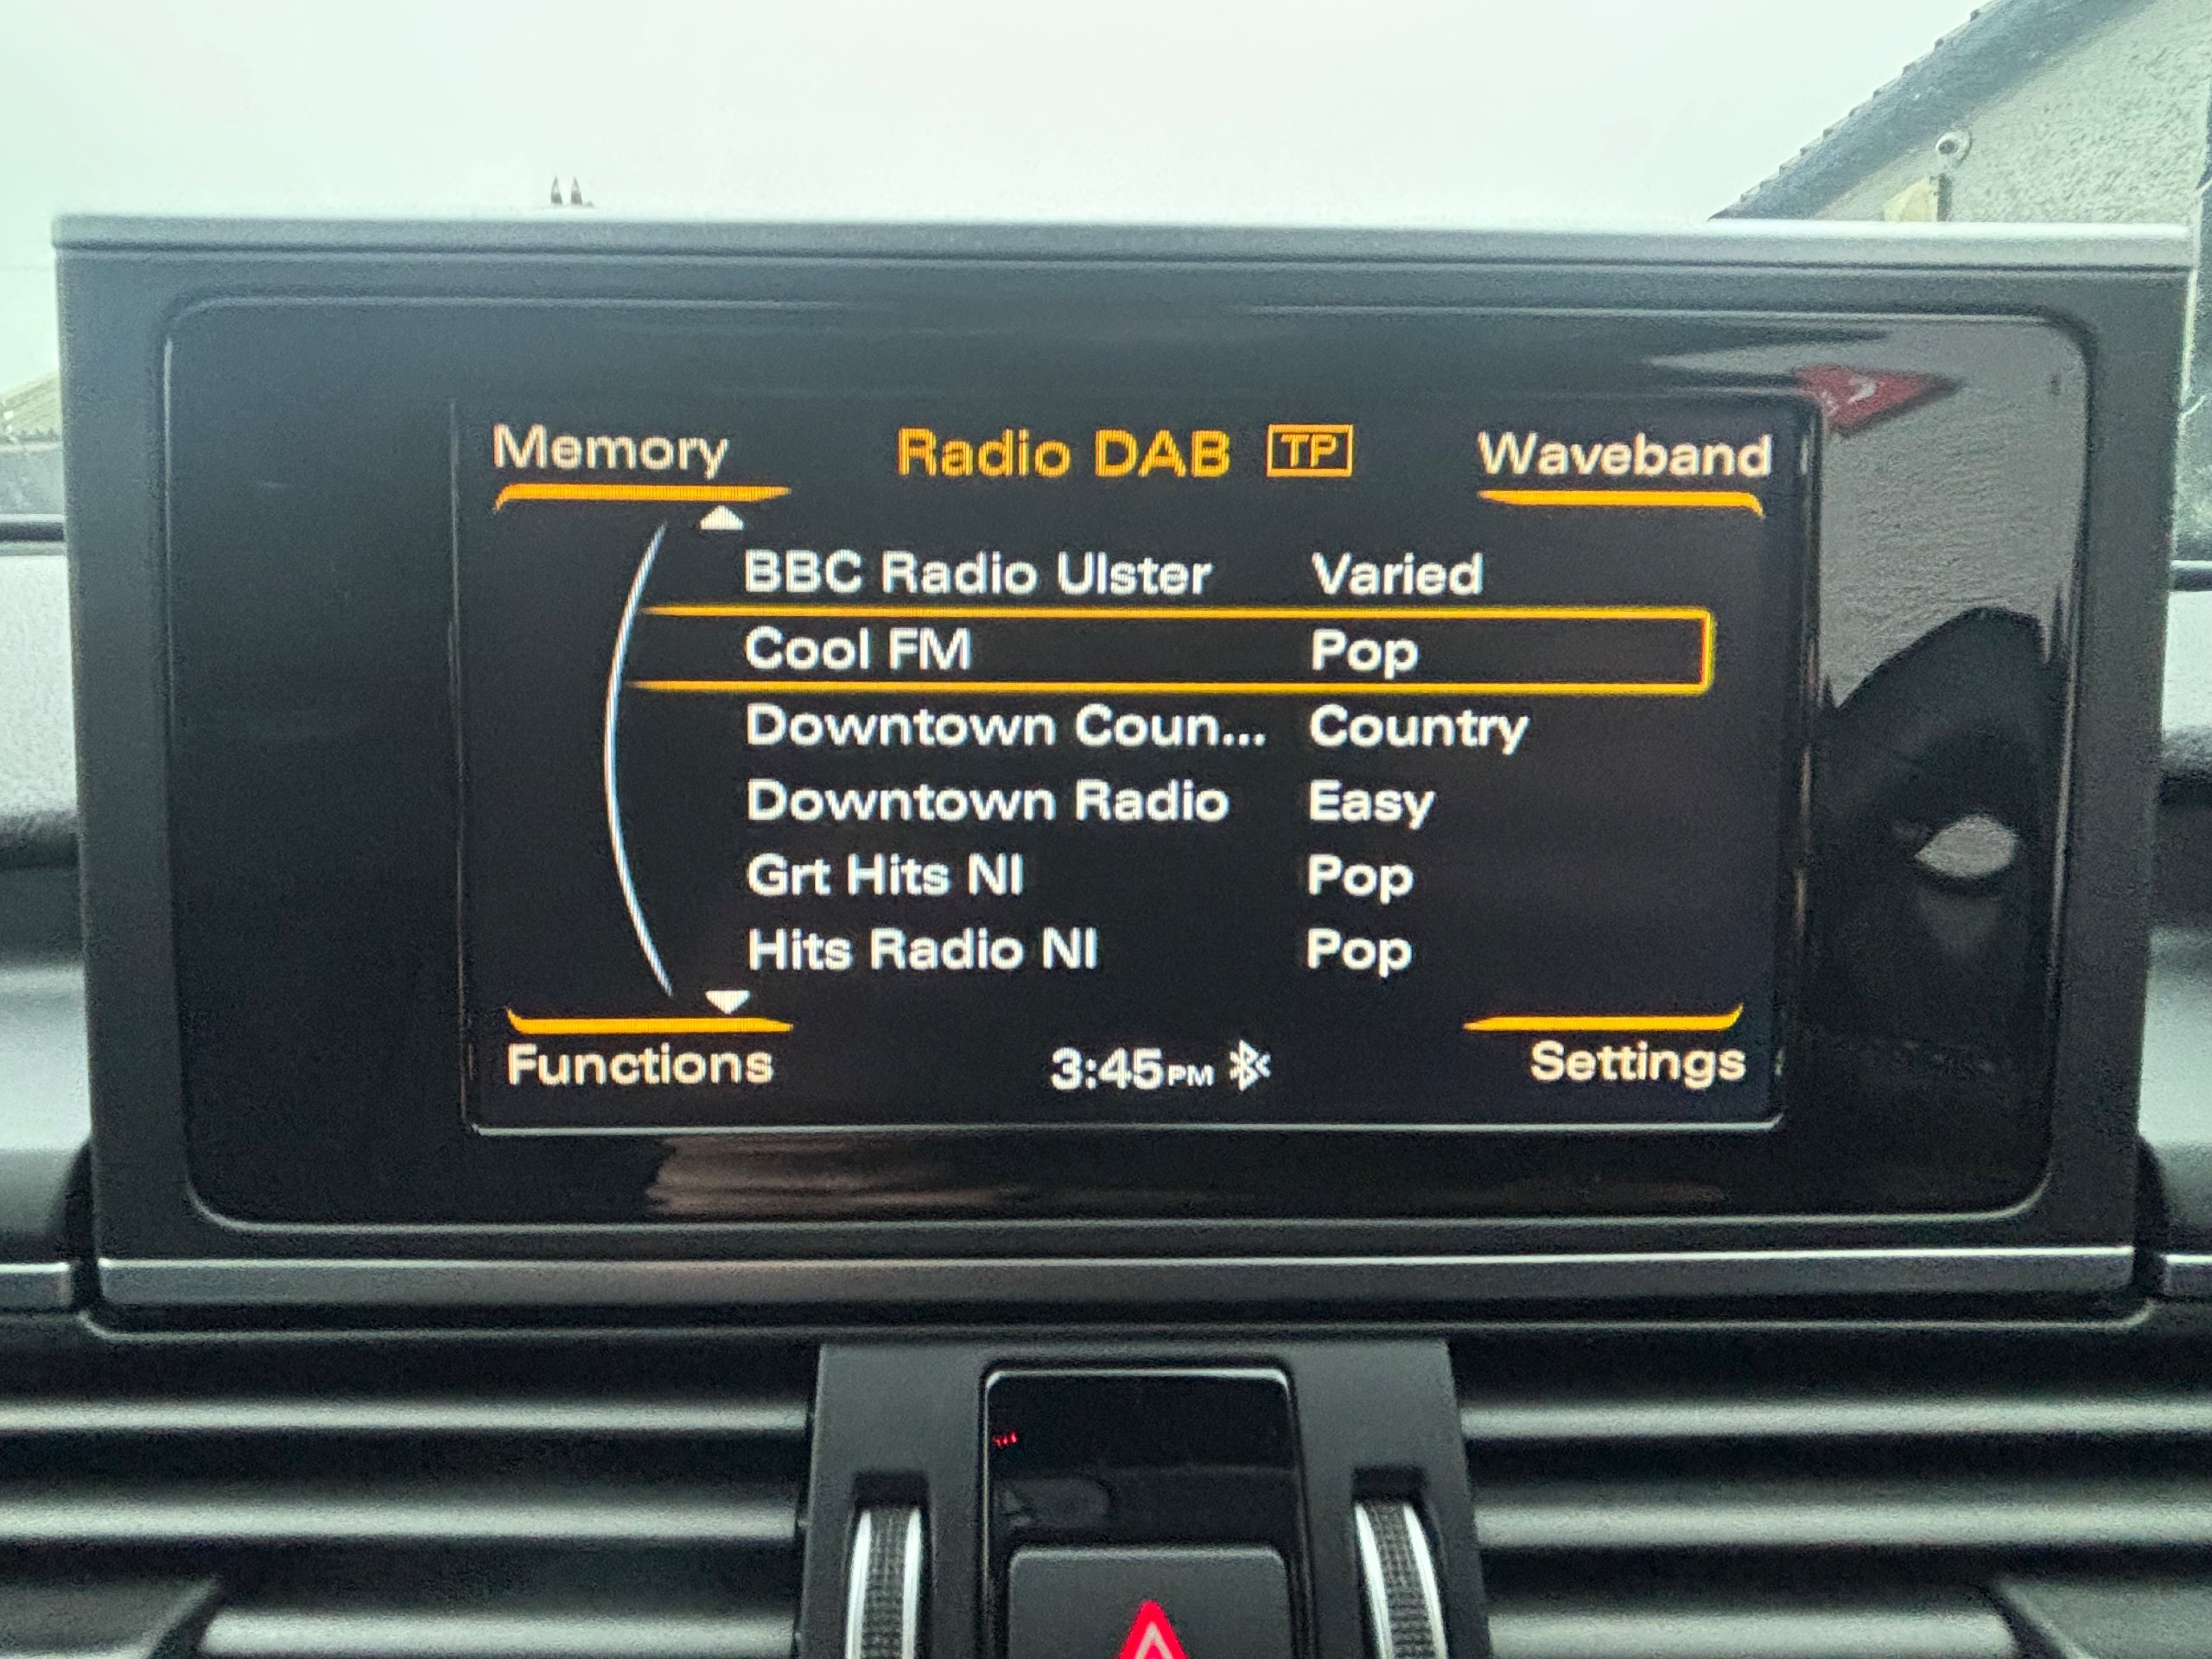 Memory Radio DAB TP Waveband
BBC Radio Ulster Varied
Cool FM Pop
Downtown Coun... Country
Downtown Radio Easy
Grt Hits NI Pop
Hits Radio NI Pop
Functions 3:45PM Settings